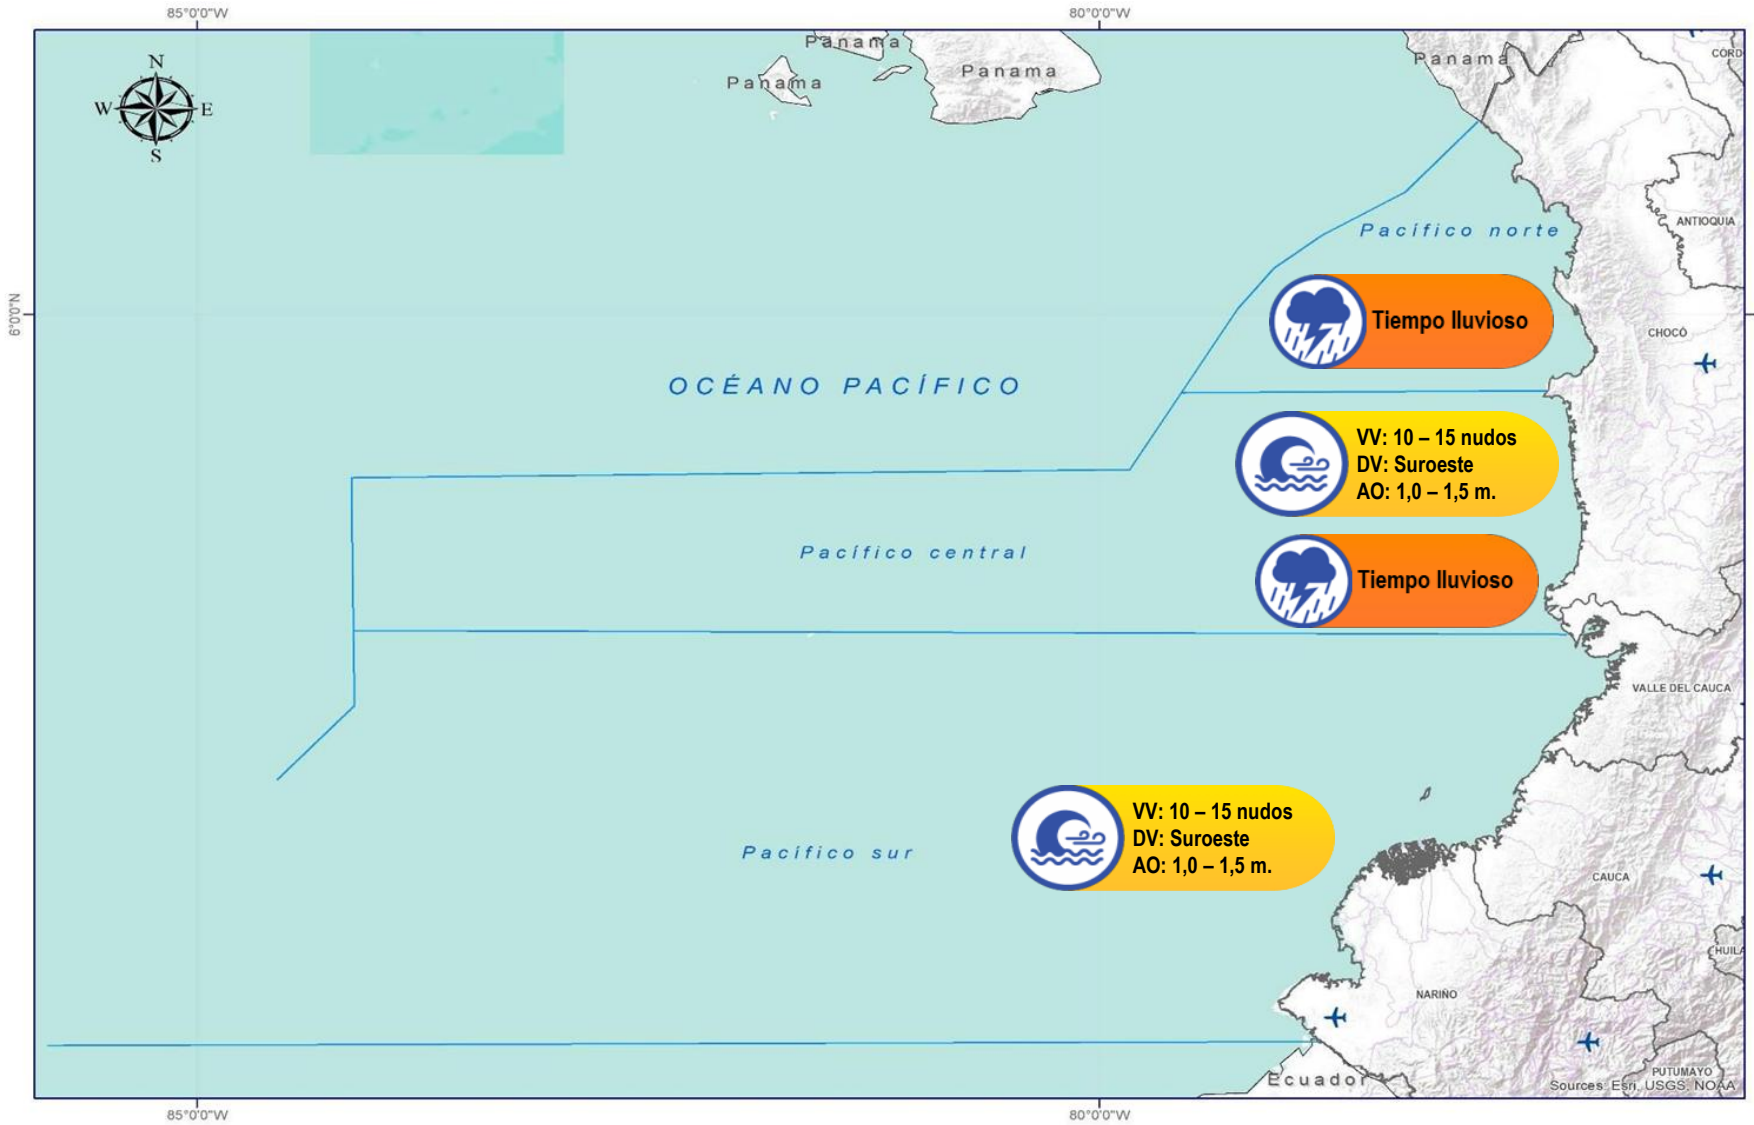 85°0'0"W
80°0'0"W
N
W
E
S
Panama
Panama
Panama
Panama
CÓRD
ANTIOQUIA
Pacífico norte
6°0'0"N
Tiempo lluvioso
CHOCÓ
OCÉANO PACÍFICO
VV: 10 – 15 nudos
DV: Suroeste
AO: 1,0 – 1,5 m.
Pacífico central
Tiempo lluvioso
VALLE DEL CAUCA
VV: 10 – 15 nudos
DV: Suroeste
AO: 1,0 – 1,5 m.
Pacífico sur
CAUCA
HUILA
NARIÑO
Ecuador
PUTUMAYO
Sources: Esri, USGS, NOAA
85°0'0"W
80°0'0"W